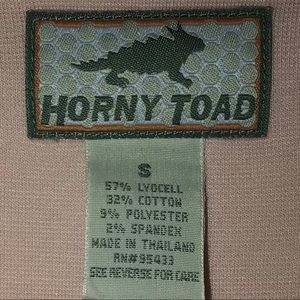 HORNY TOAD
S
57% LYOCELL
32% COTTON
9% POLYESTER
2% SPANDEX
MADE IN THAILAND
RN#95433
SEE REVERSE FOR CARE